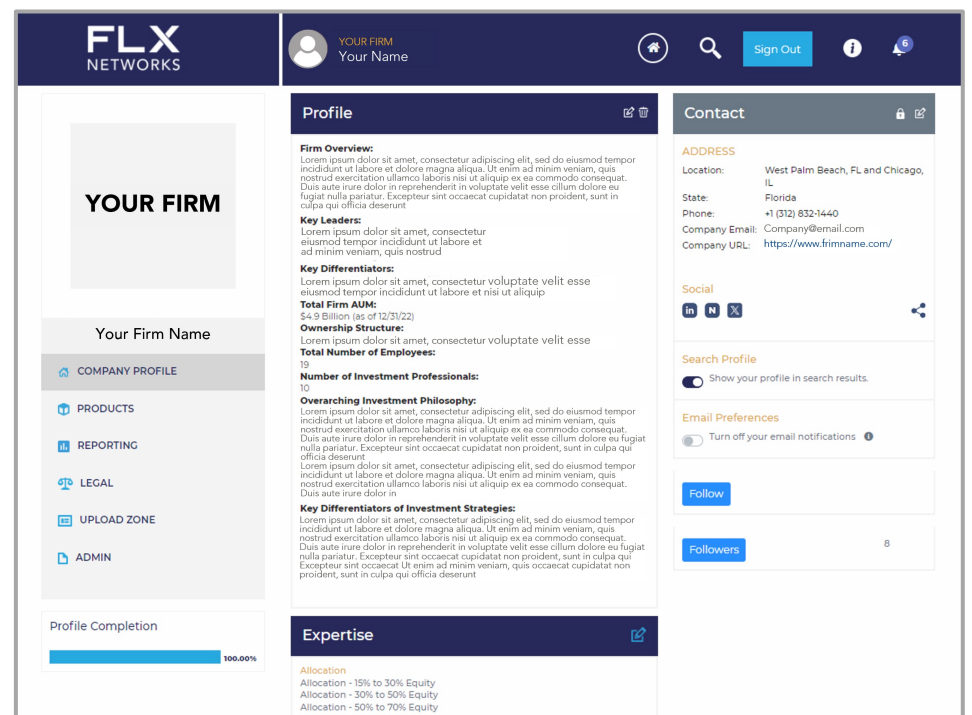 FLX
NETWORKS
YOUR FIRM
Your Name
Sign Out
6
YOUR FIRM
Your Firm Name
COMPANY PROFILE
PRODUCTS
REPORTING
LEGAL
UPLOAD ZONE
ADMIN
Profile Completion
100.00%
Profile
Firm Overview:
Lorem ipsum dolor sit amet, consectetur adipiscing elit, sed do eiusmod tempor
incididunt ut labore et dolore magna aliqua. Ut enim ad minim veniam, quis
nostrud exercitation ullamco laboris nisi ut aliquip ex ea commodo consequat.
Duis aute irure dolor in reprehenderit in voluptate velit esse cillum dolore eu
fugiat nulla pariatur. Excepteur sint occaecat cupidatat non proident, sunt in
culpa qui officia deserunt
Key Leaders:
Lorem ipsum dolor sit amet, consectetur
eiusmod tempor incididunt ut labore et
ad minim veniam, quis nostrud
Key Differentiators:
Lorem ipsum dolor sit amet, consectetur voluptate velit esse
eiusmod tempor incididunt ut labore et nisi ut aliquip
Total Firm AUM:
$4.9 Billion (as of 12/31/22)
Ownership Structure:
Lorem ipsum dolor sit amet, consectetur voluptate velit esse
Total Number of Employees:
19
Number of Investment Professionals:
10
Overarching Investment Philosophy:
Lorem ipsum dolor sit amet, consectetur adipiscing elit, sed do eiusmod tempor
incididunt ut labore et dolore magna aliqua. Ut enim ad minim veniam, quis
nostrud exercitation ullamco laboris nisi ut aliquip ex ea commodo consequat.
Duis aute irure dolor in reprehenderit in voluptate velit esse cillum dolore eu fugiat
nulla pariatur. Excepteur sint occaecat cupidatat non proident, sunt in culpa qui
officia deserunt
Lorem ipsum dolor sit amet, consectetur adipiscing elit, sed do eiusmod tempor
incididunt ut labore et dolore magna aliqua. Ut enim ad minim veniam, quis
nostrud exercitation ullamco laboris nisi ut aliquip ex ea commodo consequat.
Duis aute irure dolor in
Key Differentiators of Investment Strategies:
Lorem ipsum dolor sit amet, consectetur adipiscing elit, sed do eiusmod tempor
incididunt ut labore et dolore magna aliqua. Ut enim ad minim veniam, quis
nostrud exercitation ullamco laboris nisi ut aliquip ex ea commodo consequat.
Duis aute irure dolor in reprehenderit in voluptate velit esse cillum dolore eu fugiat
nulla pariatur. Excepteur sint occaecat cupidatat non proident, sunt in culpa qui
Excepteur sint occaecat Ut enim ad minim veniam, quis occaecat cupidatat non
proident, sunt in culpa qui officia deserunt
Expertise
Allocation
Allocation - 15% to 30% Equity
Allocation - 30% to 50% Equity
Allocation - 50% to 70% Equity
Contact
ADDRESS
Location: West Palm Beach, FL and Chicago,
IL
State: Florida
Phone: +1 (312) 832-1440
Company Email: Company@email.com
Company URL: https://www.frimname.com/
Social
Search Profile
Show your profile in search results.
Email Preferences
Turn off your email notifications
Follow
Followers 8